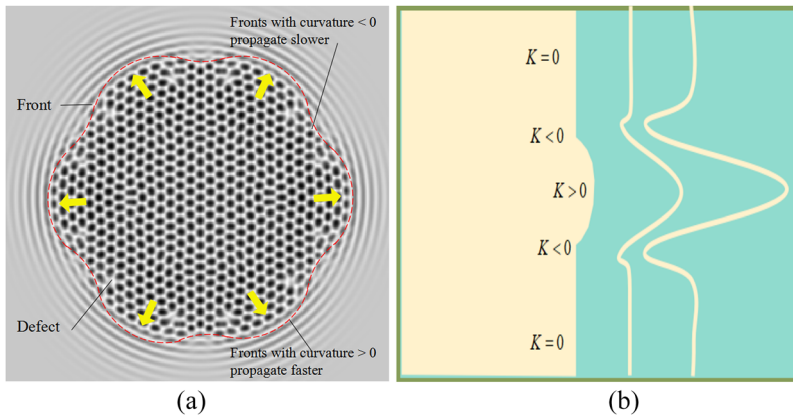 Fronts with curvature < 0
propagate slower
Front
Defect
Fronts with curvature > 0
propagate faster
(a)
K = 0
K < 0
K > 0
K < 0
K = 0
(b)